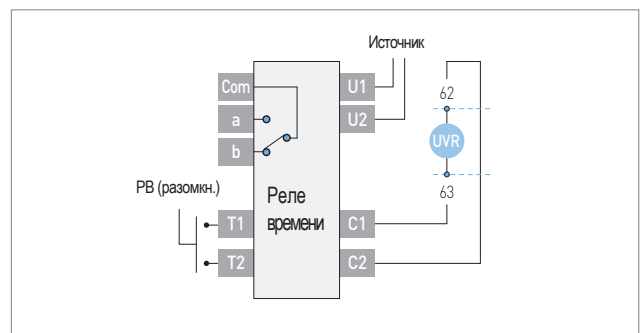 Источник
Com
U1
62
a
U2
b
UVR
РВ (разомкн.)
63
Реле
времени
T1
C1
T2
C2